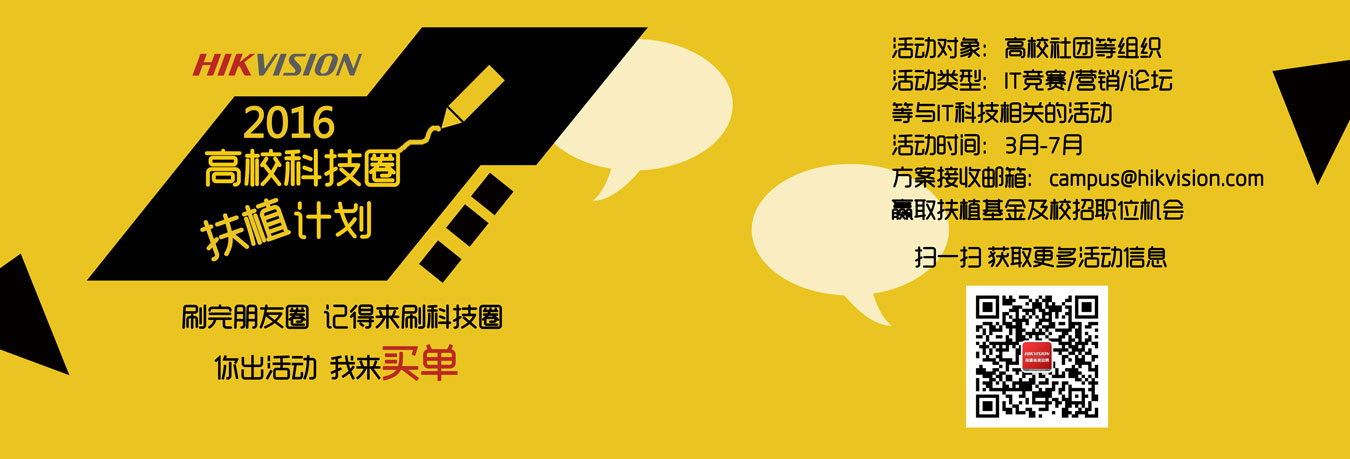 HIKVISION
2016
高校科技圈
扶植计划
刷完朋友圈 记得来刷科技圈
你出活动 我来买单
活动对象：高校社团等组织
活动类型：IT竞赛/营销/论坛
等与IT科技相关的活动
活动时间：3月-7月
方案接收邮箱：campus@hikvision.com
赢取扶植基金及校招职位机会
扫一扫 获取更多活动信息
HIKVISION